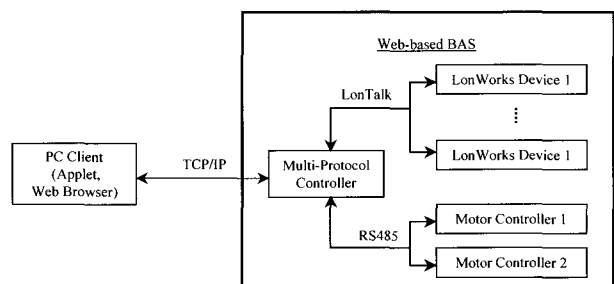 Web-based BAS
LonWorks Device 1
LonTalk
LonWorks Device 1
PC Client
(Applet,
Web Browser)
TCP/IP
Multi-Protocol
Controller
Motor Controller 1
RS485
Motor Controller 2